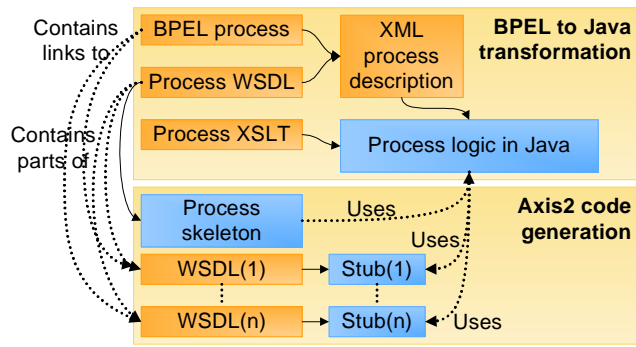 Contains
links to
BPEL process
XML
process
description
BPEL to Java
transformation
Process WSDL
Contains
parts of
Process XSLT
Process logic in Java
Process
skeleton
Uses
Axis2 code
generation
Uses
WSDL(1)
Stub(1)
WSDL(n)
Stub(n)
Uses